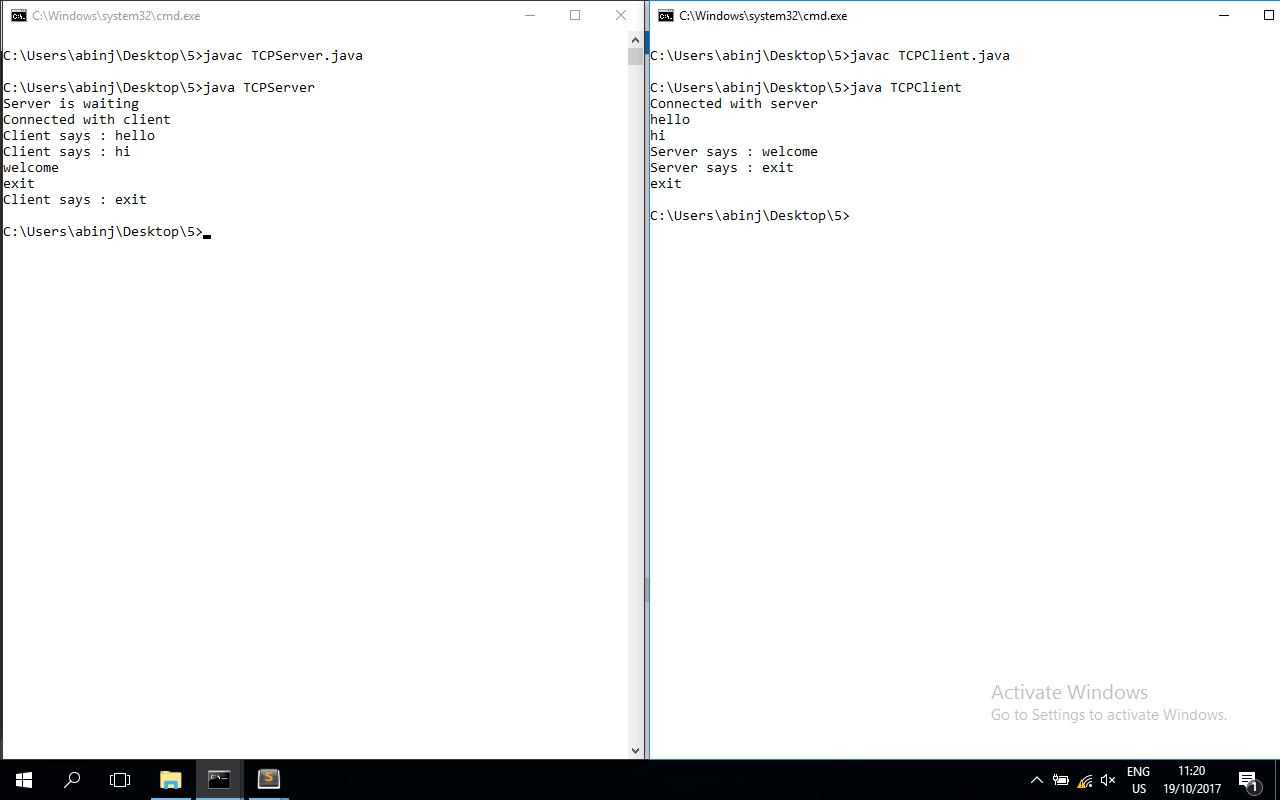 C:\Windows\system32\cmd.exe
C:\Users\abinj\Desktop\5>javac TCPServer.java
C:\Users\abinj\Desktop\5>java TCPServer
Server is waiting
Connected with client
Client says : hello
Client says : hi
welcome
exit
Client says : exit
C:\Users\abinj\Desktop\5>
C:\Windows\system32\cmd.exe
C:\Users\abinj\Desktop\5>javac TCPClient.java
C:\Users\abinj\Desktop\5>java TCPClient
Connected with server
hello
hi
Server says : welcome
Server says : exit
exit
C:\Users\abinj\Desktop\5>
Activate Windows
Go to Settings to activate Windows.
ENG
US
11:20
19/10/2017
1